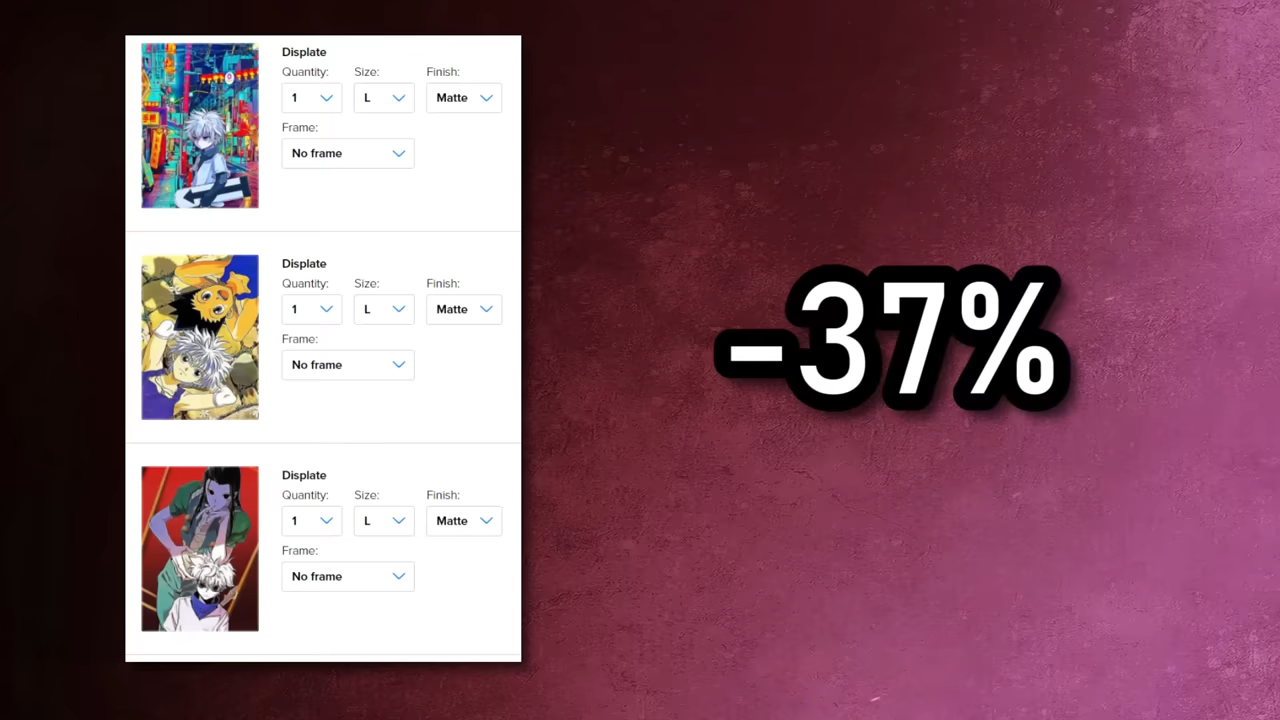 Displate
Quantity: Size: Finish:
1 L Matte
Frame:
No frame
Displate
Quantity: Size: Finish:
1 L Matte
Frame:
No frame
Displate
Quantity: Size: Finish:
1 L Matte
Frame:
No frame
-37%